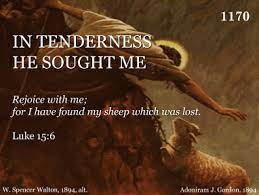 1170
IN TENDERNESS
HE SOUGHT ME
Rejoice with me;
for I have found my sheep which was lost.
Luke 15:6
W. Spencer Walton, 1894, alt.
Adoniram J. Gordon, 1894